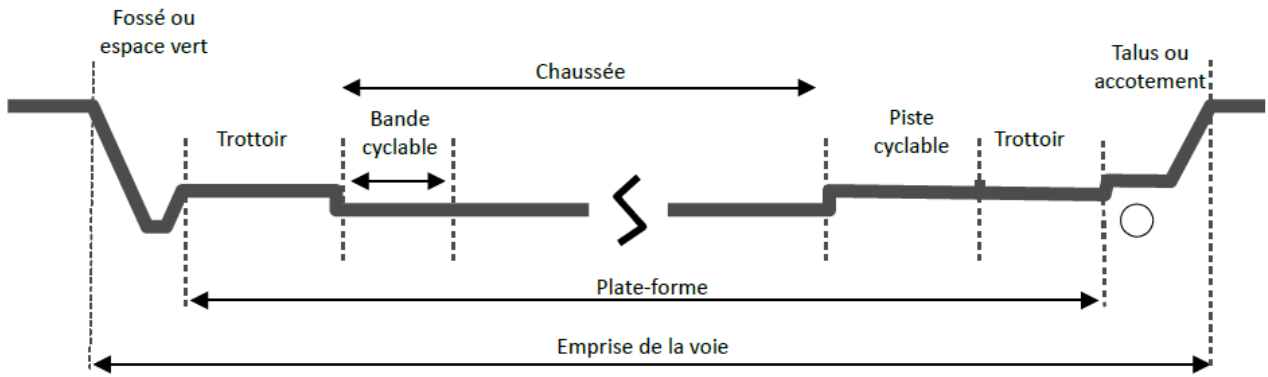 Fossé ou
espace vert
Trottoir
Chaussée
Bande
cyclable
Piste
cyclable
Trottoir
Talus ou
accotement
Plate-forme
Emprise de la voie